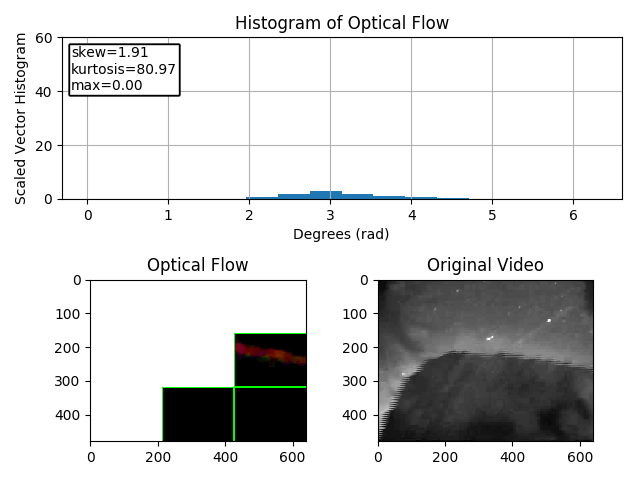 Histogram of Optical Flow
Scaled Vector Histogram
60
40
20
0
skew=1.91
kurtosis=80.97
max=0.00
0 1 2 3 4 5 6
Degrees (rad)
Optical Flow
0
100
200
300
400
0 200 400 600
Original Video
0
100
200
300
400
0 200 400 600